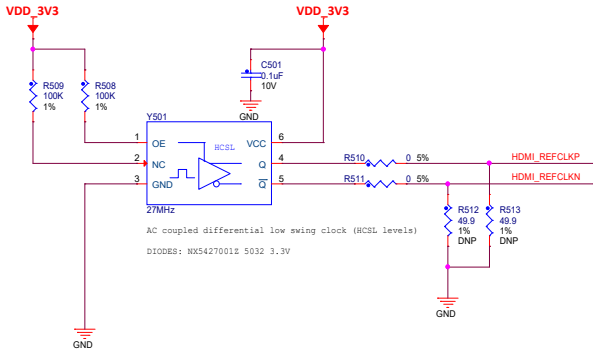 VDD_3V3
VDD_3V3
R509
100K
1%
R508
100K
1%
C501
0.1uF
10V
GND
Y501
1
OE
HCSL
VCC
6
2
NC
Q
4
3
GND
Q
5
27MHz
R510
0 5%
HDMI_REFCLKP
R511
0 5%
HDMI_REFCLKN
R512
49.9
1%
DNP
R513
49.9
1%
DNP
AC coupled differential low swing clock (HCSL levels)
DIODES: NX5427001Z 5032 3.3V
GND
GND